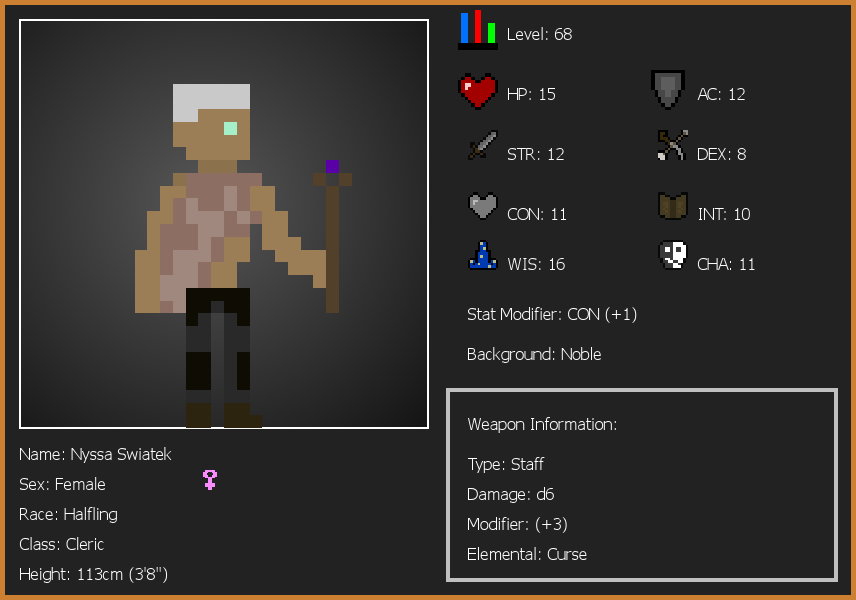 Level: 68
HP: 15
AC: 12
STR: 12
DEX: 8
CON: 11
INT: 10
WIS: 16
CHA: 11
Stat Modifier: CON (+1)
Background: Noble
Weapon Information:
Type: Staff
Damage: d6
Modifier: (+3)
Elemental: Curse
Name: Nyssa Swiatek
Sex: Female
Race: Halfling
Class: Cleric
Height: 113cm (3'8")